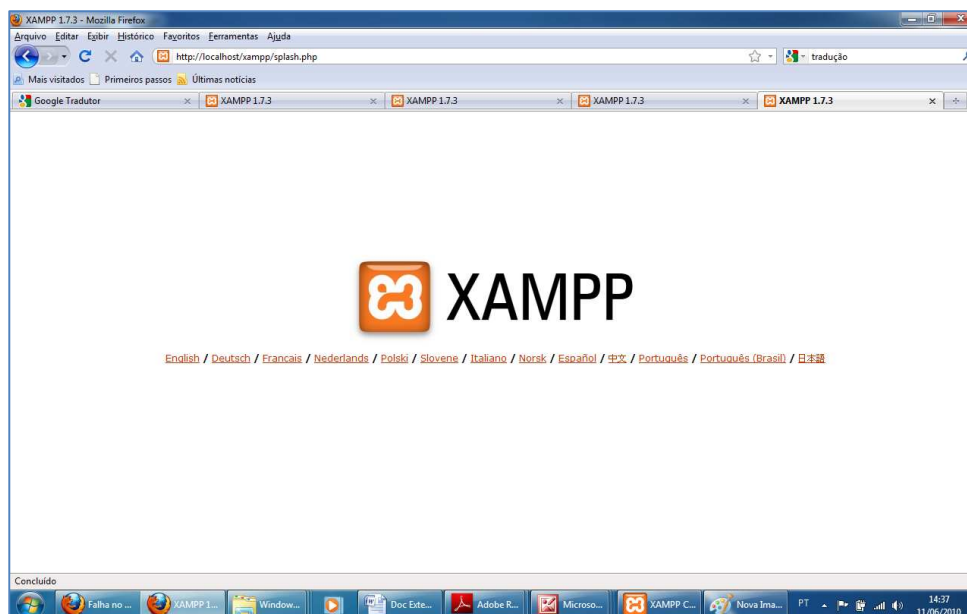 XAMPP 1.7.3 - Mozilla Firefox
Arquivo Editar Exibir Histórico Favoritos Ferramentas Ajuda
http://localhost/xampp/splash.php tradução
Mais visitados Primeiros passos Últimas notícias
Google Tradutor XAMPP 1.7.3 XAMPP 1.7.3 XAMPP 1.7.3 XAMPP 1.7.3
XAMPP
English / Deutsch / Francais / Nederlands / Polski / Slovene / Italiano / Norsk / Español / 中文 / Português / Português (Brasil) / 日本語
Concluído
Falha no ... XAMPP 1... Window... Doc Exte... Adobe R... Microso... XAMPP C... Nova Ima... PT 14:37
11/06/2010